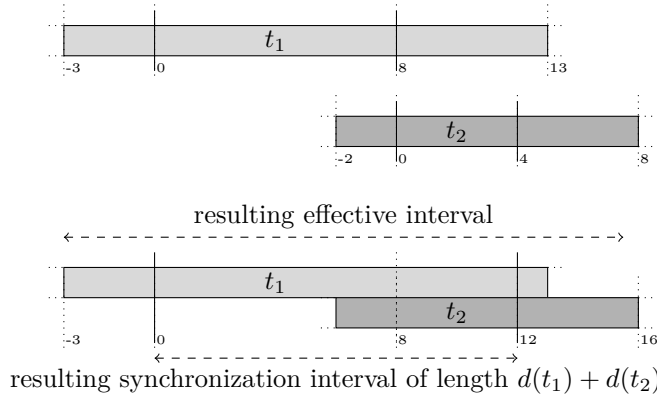 t₁
-3 0 8 13
t₂
-2 0 4 8
resulting effective interval
t₁
t₂
-3 0 8 12 16
resulting synchronization interval of length d(t₁) + d(t₂)